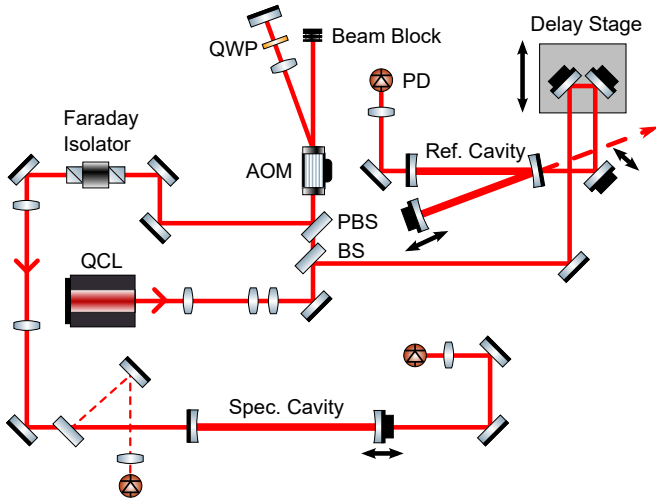 Delay Stage
QWP
Beam Block
PD
Faraday
Isolator
AOM
Ref. Cavity
PBS
BS
QCL
Spec. Cavity